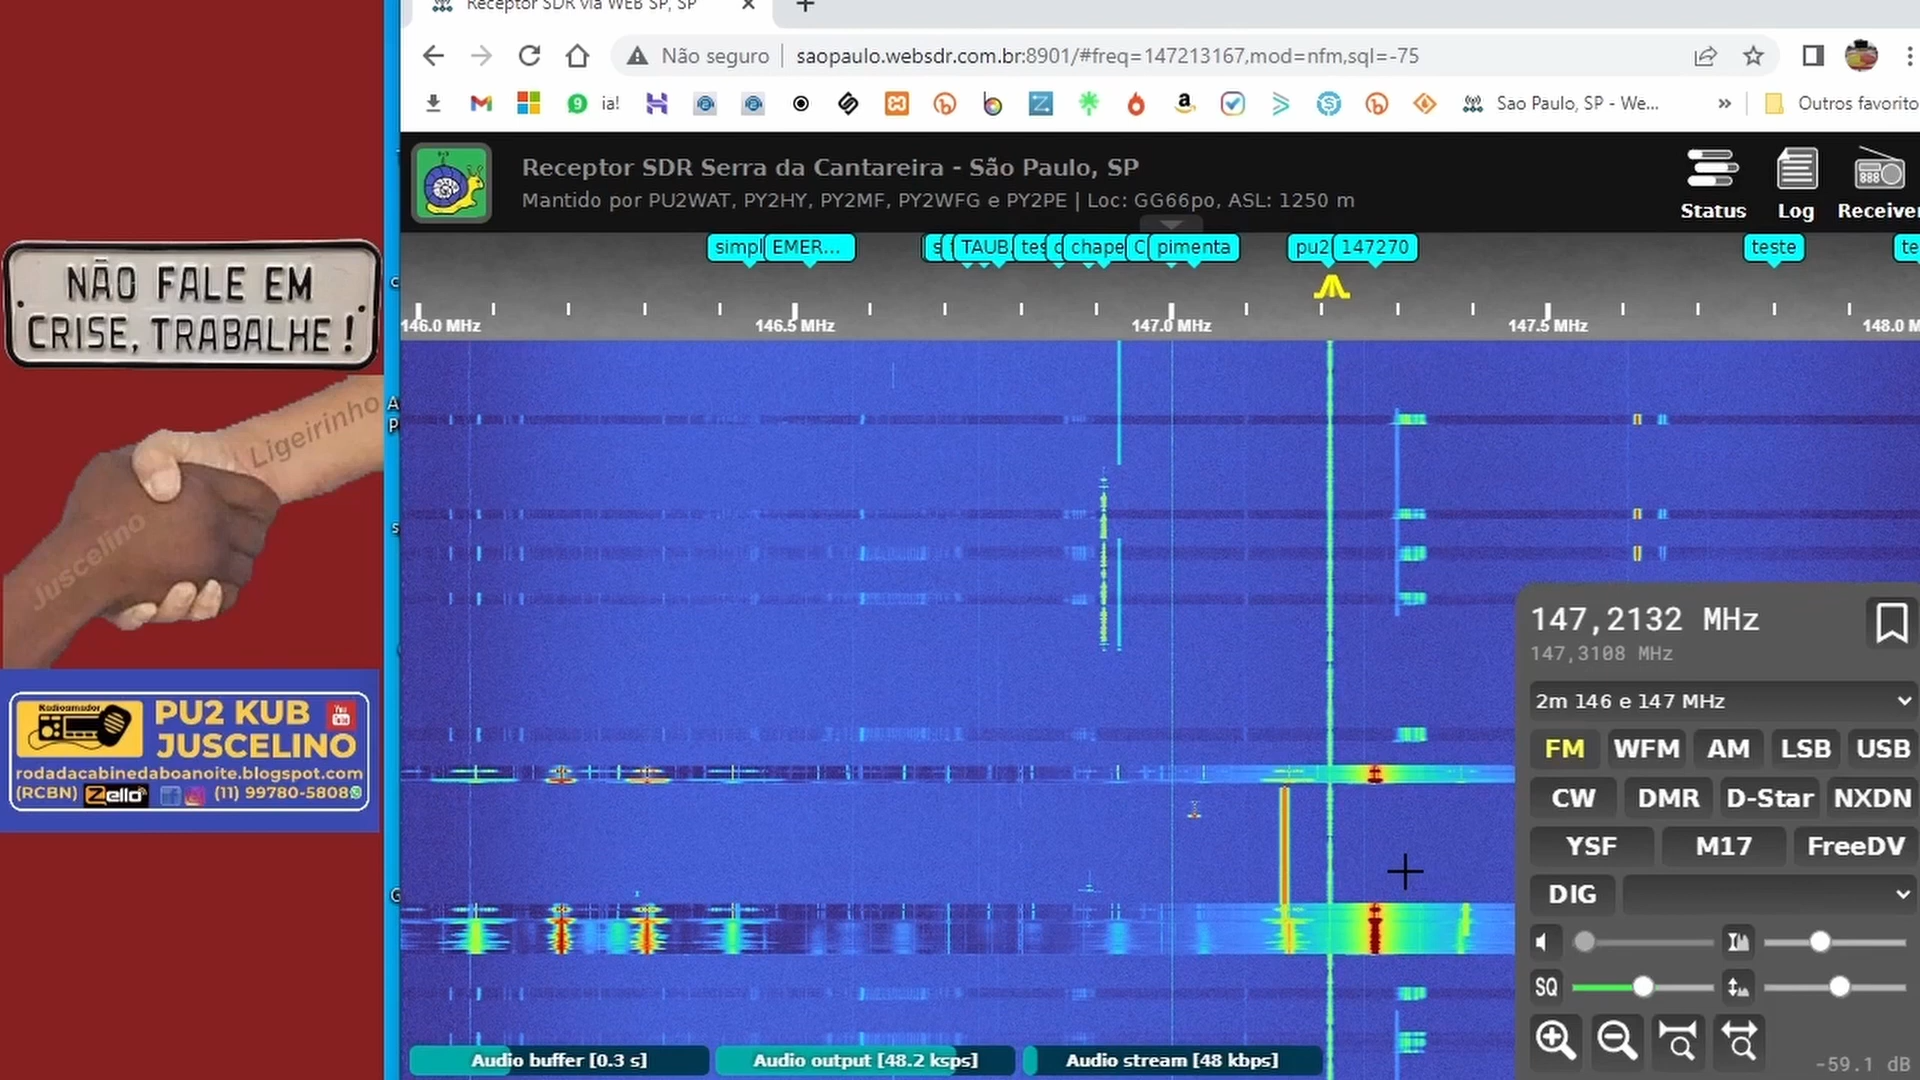 Receptor SDR via WEB SP, SP
Não seguro
saopaulo.websdr.com.br:8901/#freq=147213167,mod=nfm,sql=-75
ia!
Sao Paulo, SP - We...
»
Outros favorito
Receptor SDR Serra da Cantareira - São Paulo, SP
Mantido por PU2WAT, PY2HY, PY2MF, PY2WFG e PY2PE | Loc: GG66po, ASL: 1250 m
Status
Log
Receiver
simpl
EMER...
TAUB.
tes
chape
C
pimenta
pu2
147270
teste
te
146.0 MHz
146.5 MHz
147.0 MHz
147.5 MHz
148.0 M
NÃO FALE EM
CRISE, TRABALHE!
Ligeirinho
Juscelino
Radioamador
PU2 KUB
JUSCELINO
rodadacabinedaboanoite.blogspot.com
(RCBN) Zello (11) 99780-5808
147,2132 MHz
147,3108 MHz
2m 146 e 147 MHz
FM WFM AM LSB USB
CW DMR D-Star NXDN
YSF M17 FreeDV
DIG
SQ
-59.1 dB
Audio buffer [0.3 s]
Audio output [48.2 ksps]
Audio stream [48 kbps]